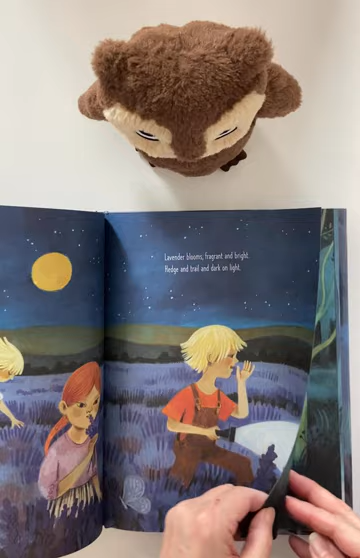 Lavender blooms, fragrant and bright.
Hedge and trail and dark on light.